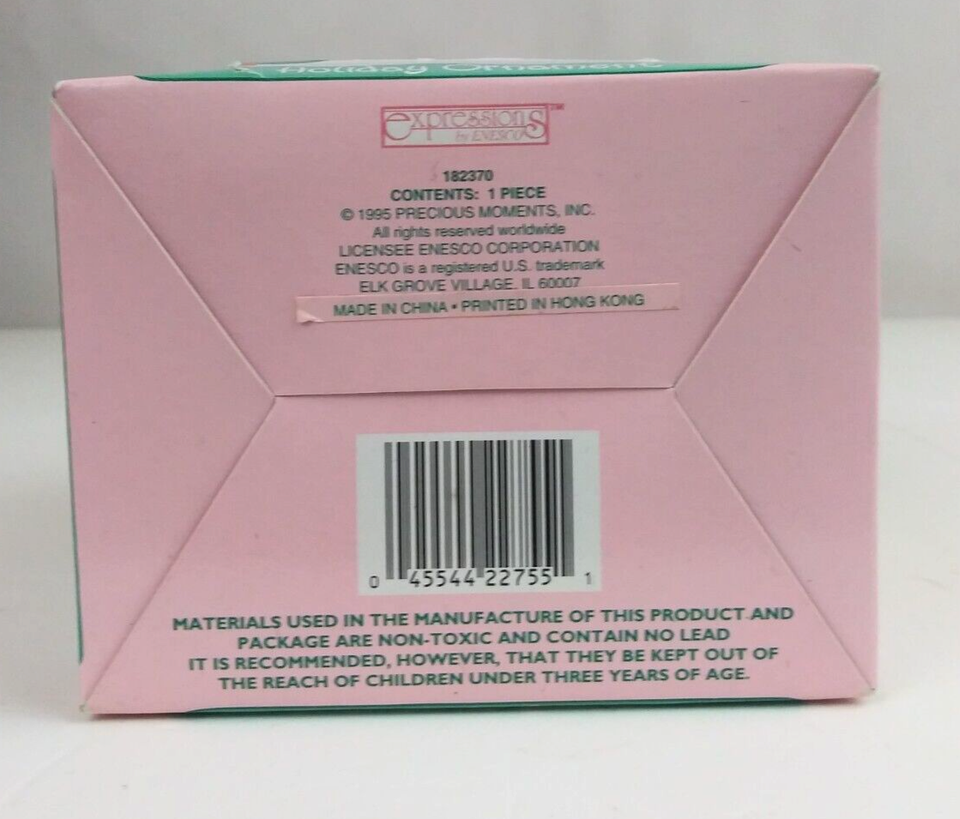 Holiday Ornament
expressions™
by ENESCO
182370
CONTENTS: 1 PIECE
© 1995 PRECIOUS MOMENTS, INC.
All rights reserved worldwide
LICENSEE ENESCO CORPORATION
ENESCO is a registered U.S. trademark
ELK GROVE VILLAGE, IL 60007
MADE IN CHINA • PRINTED IN HONG KONG
0 45544 22755 1
MATERIALS USED IN THE MANUFACTURE OF THIS PRODUCT AND
PACKAGE ARE NON-TOXIC AND CONTAIN NO LEAD
IT IS RECOMMENDED, HOWEVER, THAT THEY BE KEPT OUT OF
THE REACH OF CHILDREN UNDER THREE YEARS OF AGE.